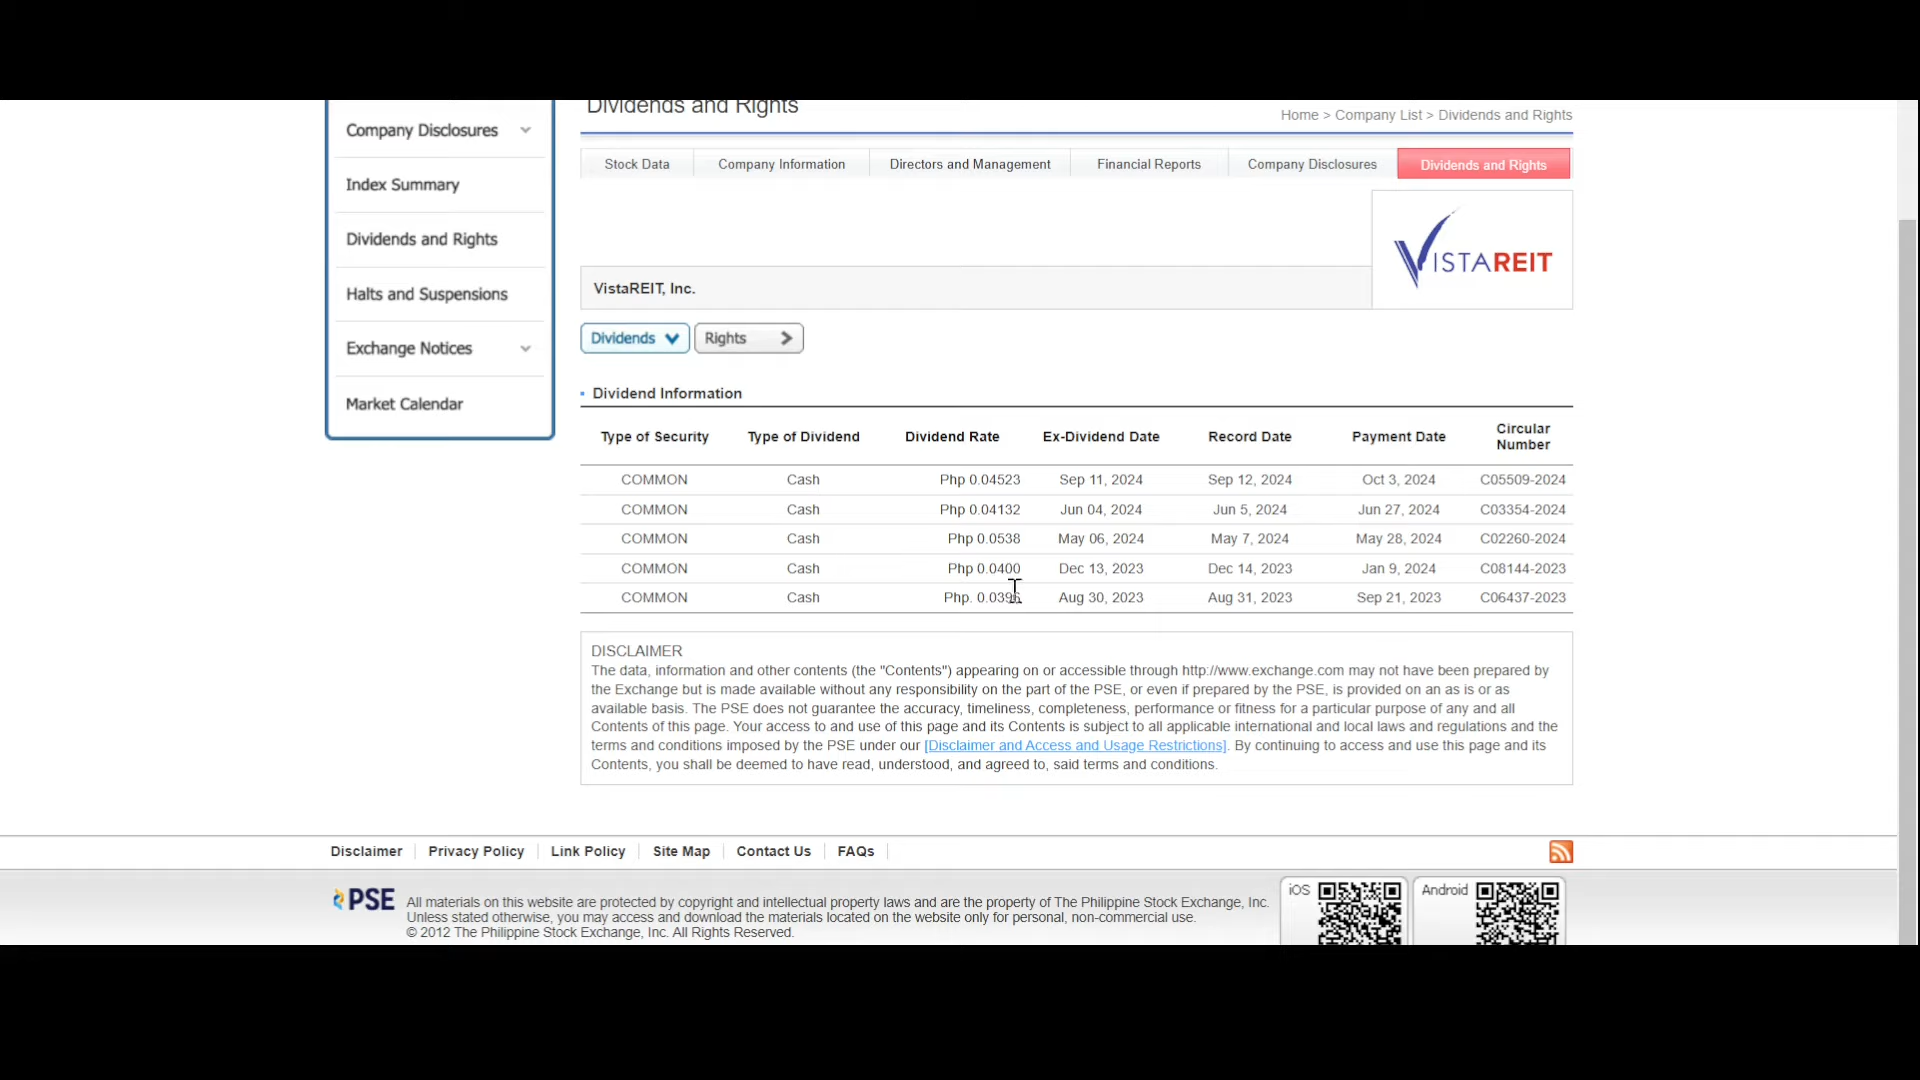 Dividends and Rights
Home > Company List > Dividends and Rights
Company Disclosures
Index Summary
Dividends and Rights
Halts and Suspensions
Exchange Notices
Market Calendar
Stock Data
Company Information
Directors and Management
Financial Reports
Company Disclosures
Dividends and Rights
VISTAREIT
VistaREIT, Inc.
Dividends
Rights
Dividend Information
Type of Security Type of Dividend Dividend Rate Ex-Dividend Date Record Date Payment Date Circular Number
COMMON Cash Php 0.04523 Sep 11, 2024 Sep 12, 2024 Oct 3, 2024 C05509-2024
COMMON Cash Php 0.04132 Jun 04, 2024 Jun 5, 2024 Jun 27, 2024 C03354-2024
COMMON Cash Php 0.0538 May 06, 2024 May 7, 2024 May 28, 2024 C02260-2024
COMMON Cash Php 0.0400 Dec 13, 2023 Dec 14, 2023 Jan 9, 2024 C08144-2023
COMMON Cash Php. Aug 30, 2023 Aug 31, 2023 Sep 21, 2023 C06437-2023
DISCLAIMER
The data, information and other contents (the "Contents") appearing on or accessible through http://www.exchange.com may not have been prepared by
the Exchange but is made available without any responsibility on the part of the PSE, or even if prepared by the PSE, is provided on an as is or as
available basis. The PSE does not guarantee the accuracy, timeliness, completeness, performance or fitness for a particular purpose of any and all
Contents of this page. Your access to and use of this page and its Contents is subject to all applicable international and local laws and regulations and the
terms and conditions imposed by the PSE under our [Disclaimer and Access and Usage Restrictions]. By continuing to access and use this page and its
Contents, you shall be deemed to have read, understood, and agreed to, said terms and conditions.
Disclaimer Privacy Policy Link Policy Site Map Contact Us FAQs
PSE
All materials on this website are protected by copyright and intellectual property laws and are the property of The Philippine Stock Exchange, Inc.
Unless stated otherwise, you may access and download the materials located on the website only for personal, non-commercial use.
© 2012 The Philippine Stock Exchange, Inc. All Rights Reserved.
iOS
Android